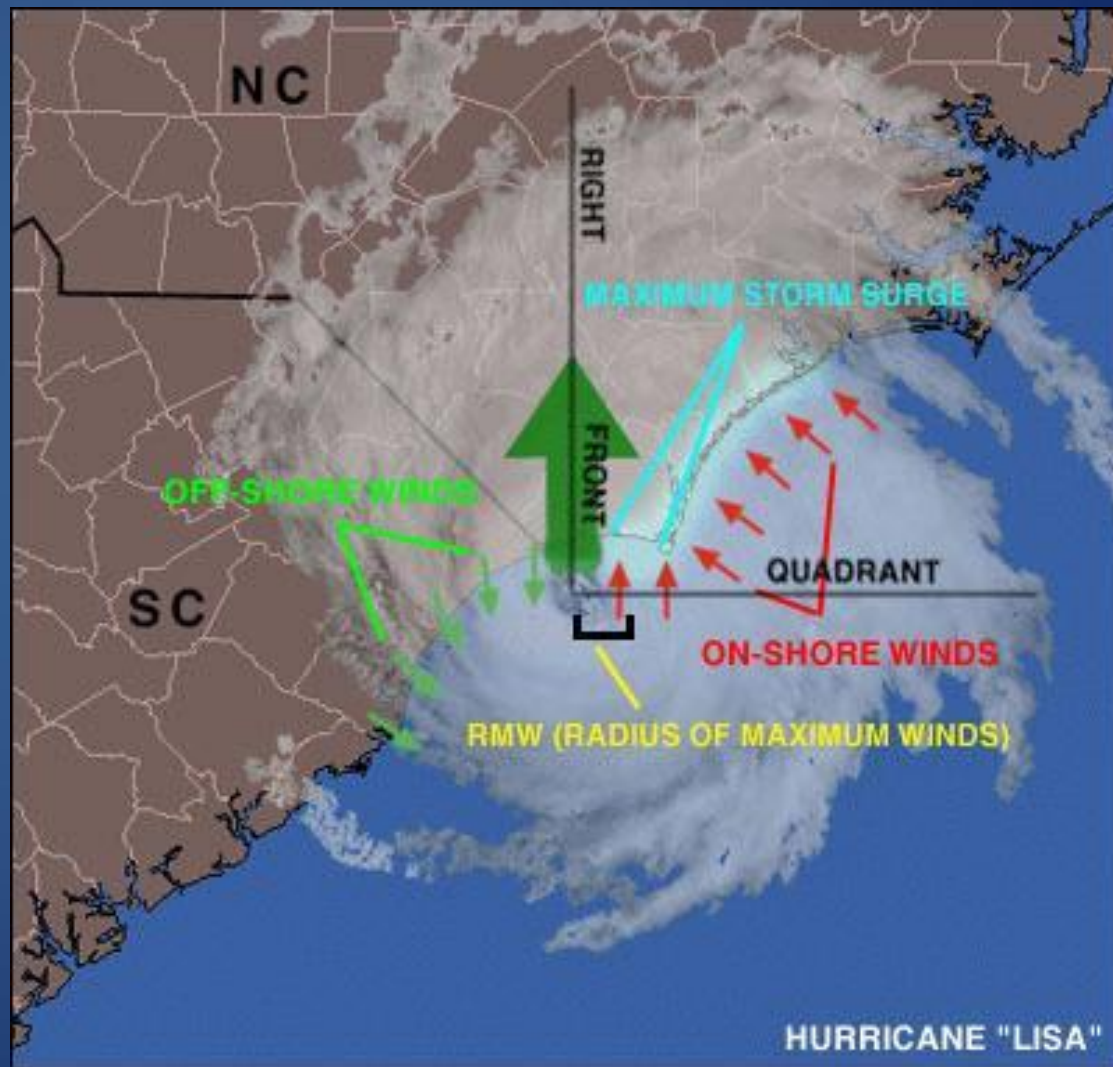 NC
RIGHT
MAXIMUM STORM SURGE
FRONT
OFF-SHORE WINDS
QUADRANT
SC
ON-SHORE WINDS
RMW (RADIUS OF MAXIMUM WINDS)
HURRICANE "LISA"